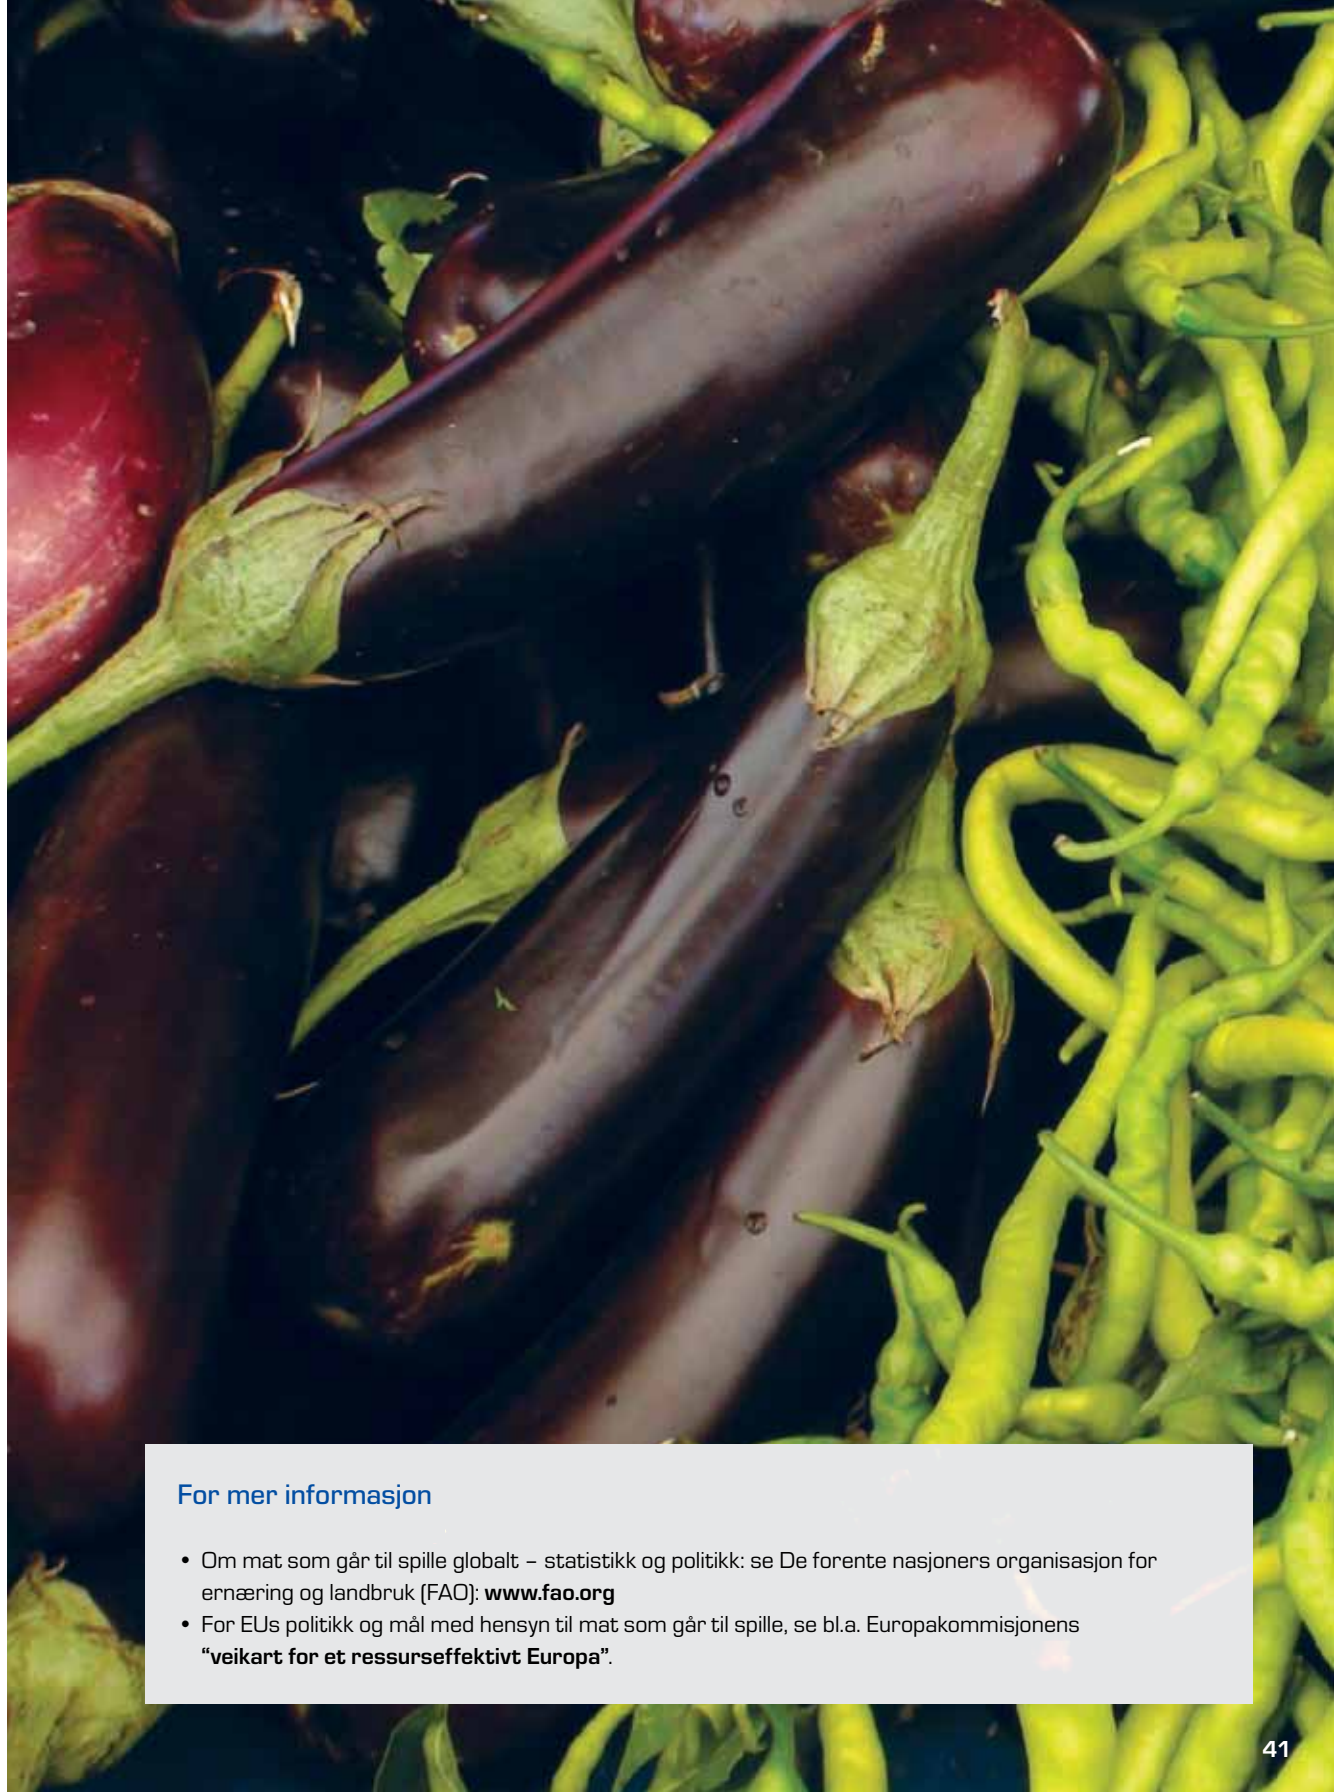 For mer informasjon
• Om mat som går til spille globalt – statistikk og politikk: se De forente nasjoners organisasjon for
ernæring og landbruk (FAO): www.fao.org
• For EUs politikk og mål med hensyn til mat som går til spille, se bl.a. Europakommisjonens
“veikart for et ressurseffektivt Europa”.
41